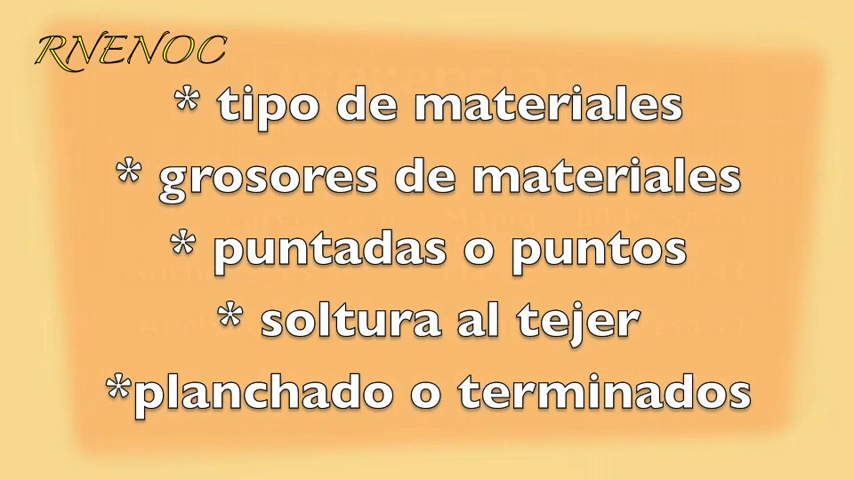 RNENOC
* tipo de materiales
* grosores de materiales
* puntadas o puntos
* soltura al tejer
*planchado o terminados